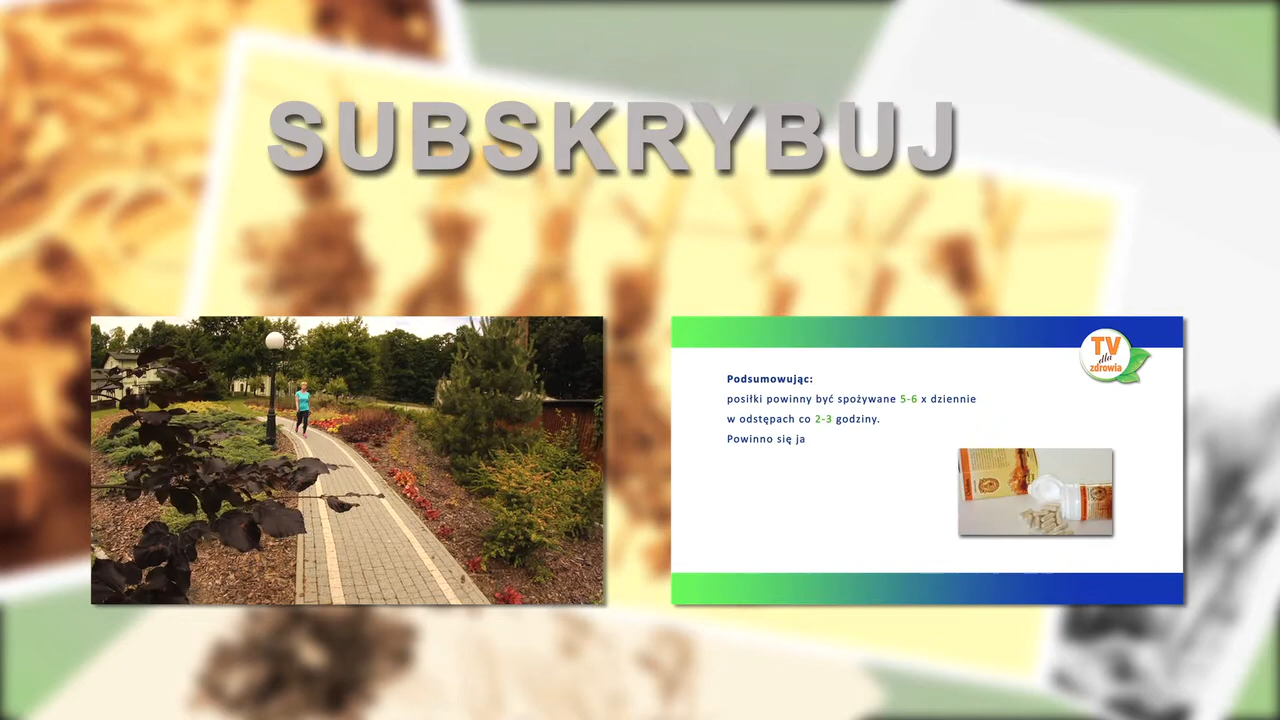 SUBSKRYBUJ
TV
dla
zdrowia
Podsumowując:
posiłki powinny być spożywane 5-6 x dziennie
w odstępach co 2-3 godziny.
Powinno się ja